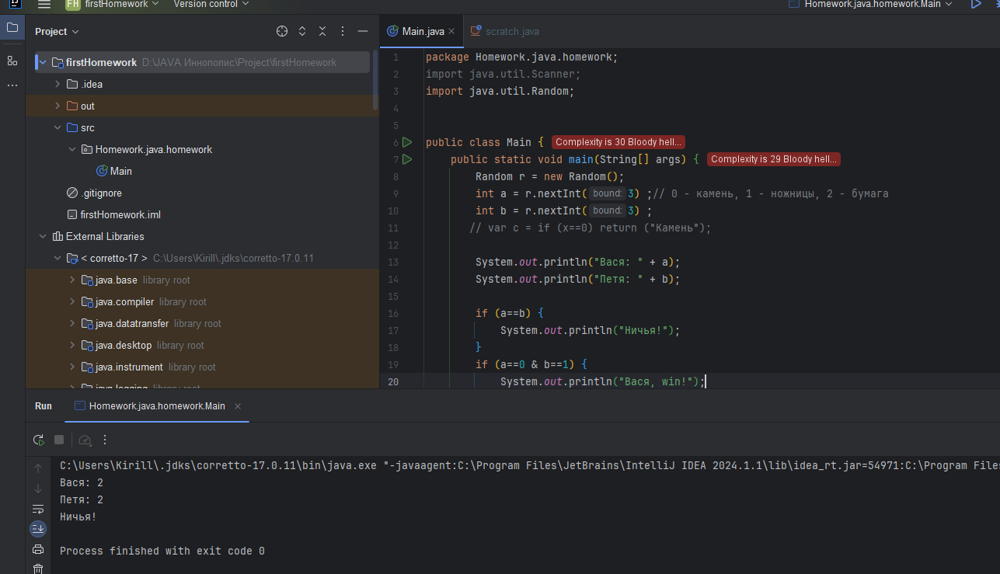 FH firstHomework Version control Homework.java.homework.Main
Project
Main.java
scratch.java
firstHomework D:\JAVA Иннополис\Project\firstHomework
.idea
out
src
Homework.java.homework
Main
.gitignore
firstHomework.iml
External Libraries
< corretto-17 > C:\Users\Kirill\.jdks\corretto-17.0.11
java.base library root
java.compiler library root
java.datatransfer library root
java.desktop library root
java.instrument library root
java.logging library root
1 package Homework.java.homework;
2 import java.util.Scanner;
3 import java.util.Random;
4
5
6 public class Main { Complexity is 30 Bloody hell...
7 public static void main(String[] args) { Complexity is 29 Bloody hell...
8 Random r = new Random();
9 int a = r.nextInt( bound: 3) ;// 0 - камень, 1 - ножницы, 2 - бумага
10 int b = r.nextInt( bound: 3) ;
11 // var c = if (x==0) return ("Камень");
12
13 System.out.println("Вася: " + a);
14 System.out.println("Петя: " + b);
15
16 if (a==b) {
17 System.out.println("Ничья!");
18 }
19 if (a==0 & b==1) {
20 System.out.println("Вася, win!");
Run Homework.java.homework.Main
C:\Users\Kirill\.jdks\corretto-17.0.11\bin\java.exe "-javaagent:C:\Program Files\JetBrains\IntelliJ IDEA 2024.1.1\lib\idea_rt.jar=54971:C:\Program Files
Вася: 2
Петя: 2
Ничья!
Process finished with exit code 0